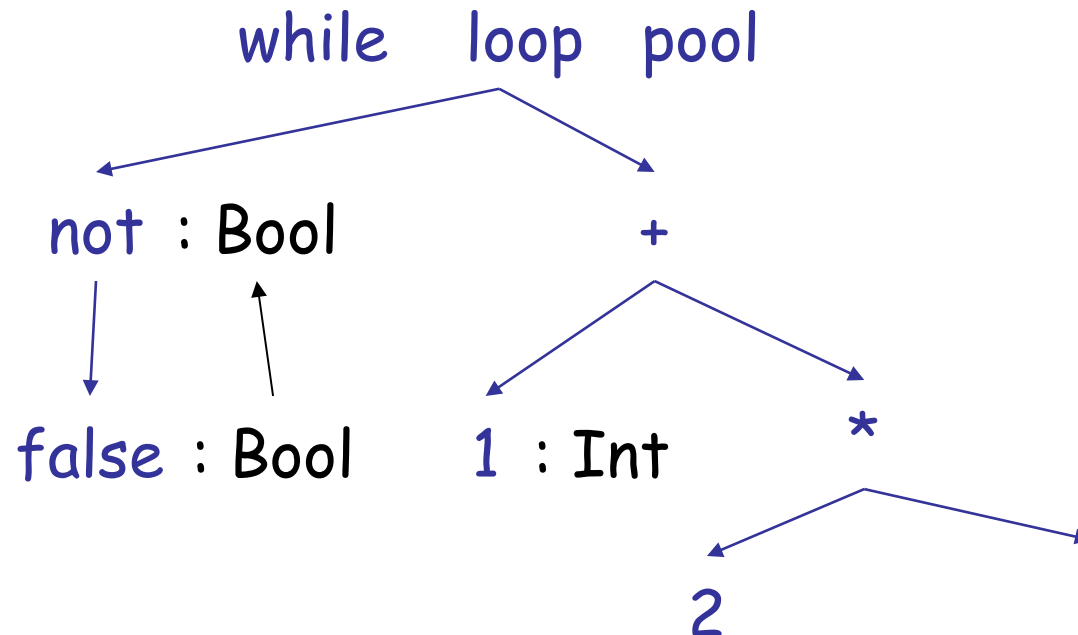 while loop pool
not : Bool
+
false : Bool
1 : Int
*
2